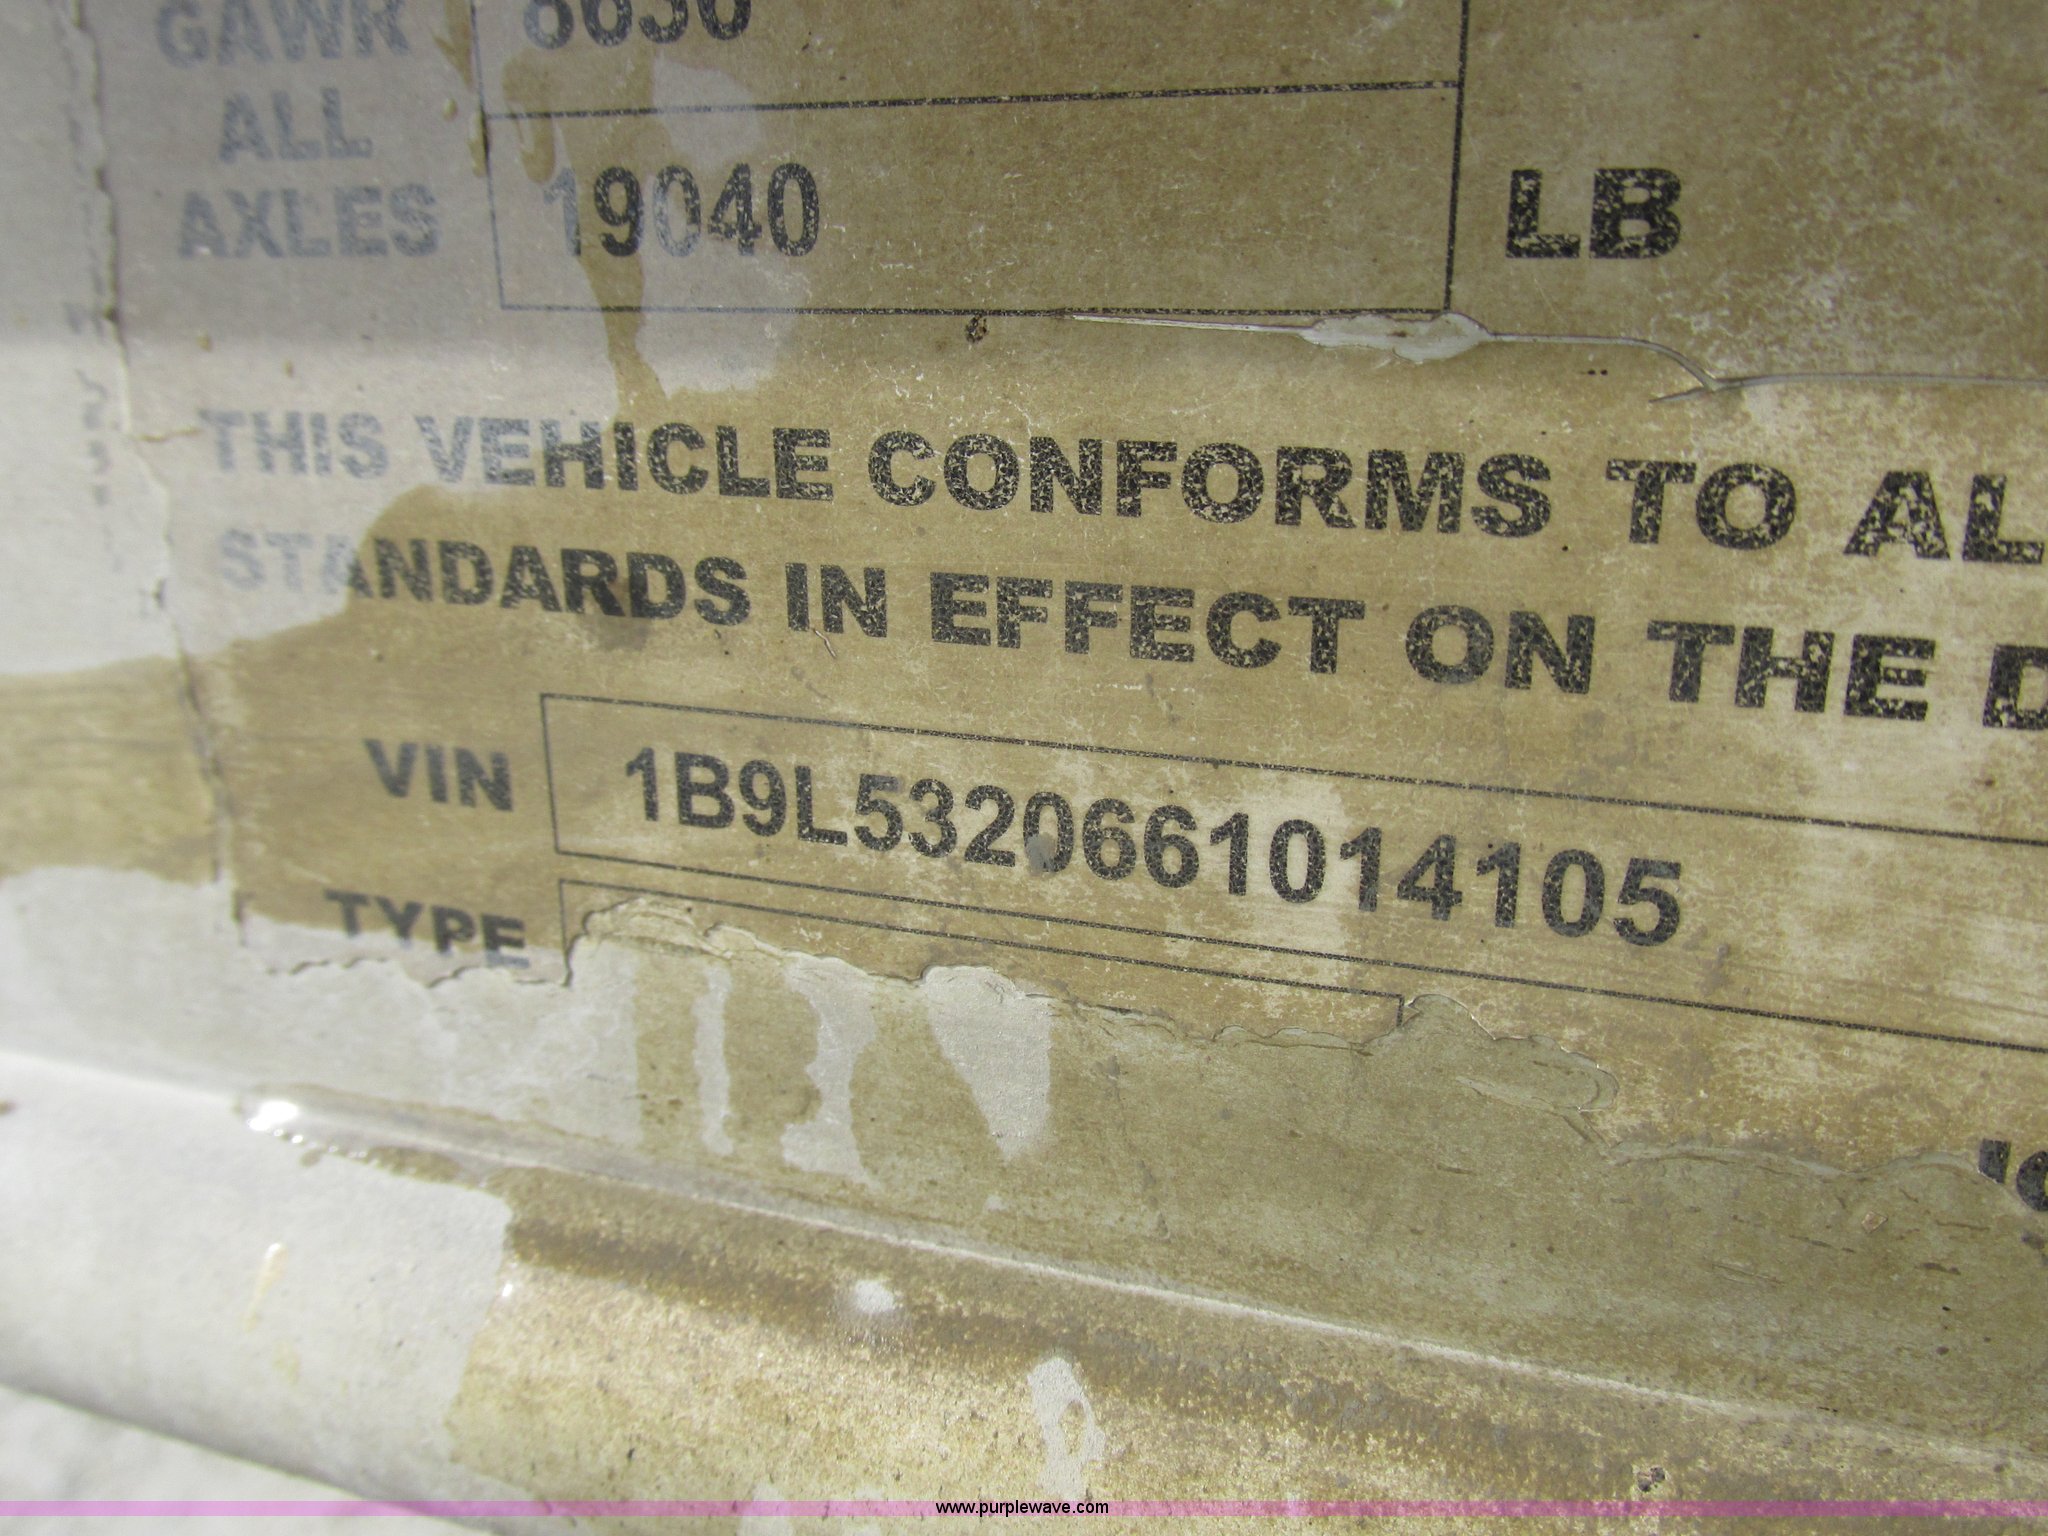 GAWR
ALL
AXLES
19040
LB
THIS VEHICLE CONFORMS TO AL
STANDARDS IN EFFECT ON THE D
VIN 1B9L5320661014105
TYPE
www.purplewave.com